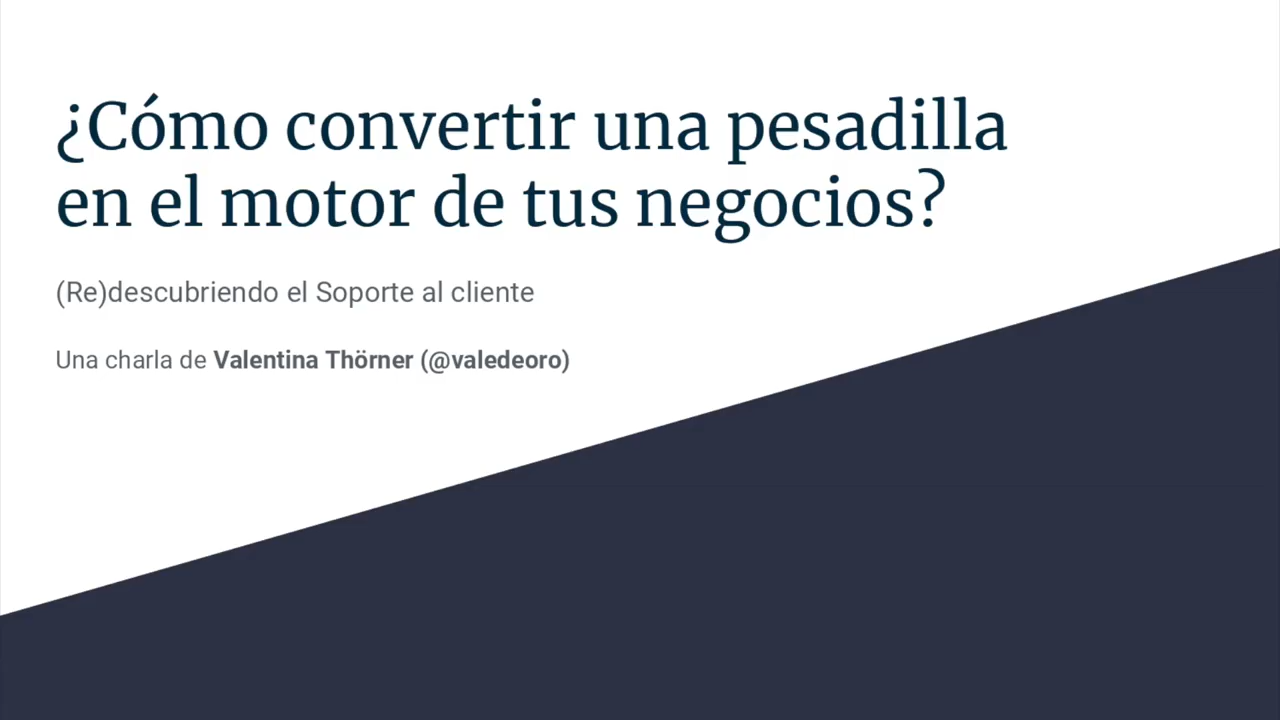 ¿Cómo convertir una pesadilla
en el motor de tus negocios?
(Re)descubriendo el Soporte al cliente
Una charla de Valentina Thörner (@valedeoro)